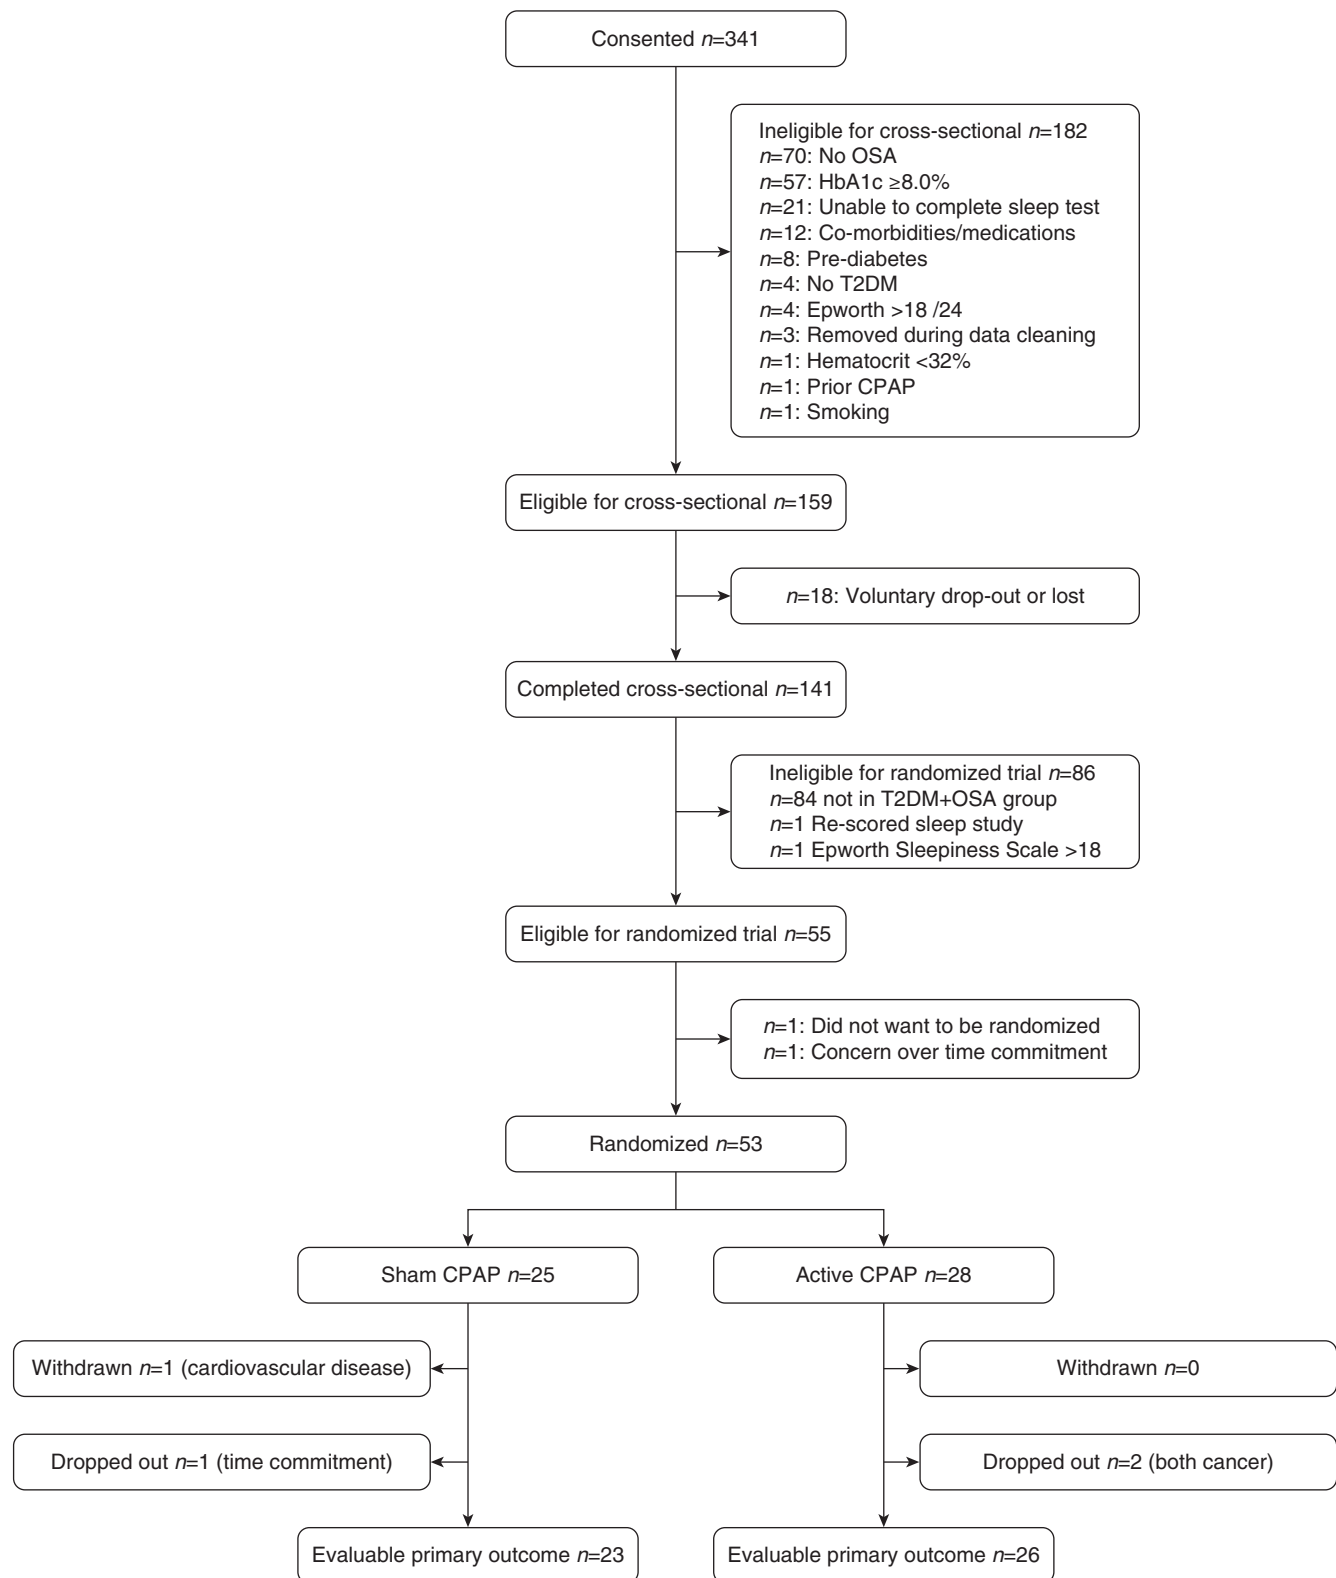 Consented n=341
Ineligible for cross-sectional n=182
n=70: No OSA
n=57: HbA1c ≥8.0%
n=21: Unable to complete sleep test
n=12: Co-morbidities/medications
n=8: Pre-diabetes
n=4: No T2DM
n=4: Epworth >18 /24
n=3: Removed during data cleaning
n=1: Hematocrit <32%
n=1: Prior CPAP
n=1: Smoking
Eligible for cross-sectional n=159
n=18: Voluntary drop-out or lost
Completed cross-sectional n=141
Ineligible for randomized trial n=86
n=84 not in T2DM+OSA group
n=1 Re-scored sleep study
n=1 Epworth Sleepiness Scale >18
Eligible for randomized trial n=55
n=1: Did not want to be randomized
n=1: Concern over time commitment
Randomized n=53
Sham CPAP n=25
Active CPAP n=28
Withdrawn n=1 (cardiovascular disease)
Withdrawn n=0
Dropped out n=1 (time commitment)
Dropped out n=2 (both cancer)
Evaluable primary outcome n=23
Evaluable primary outcome n=26